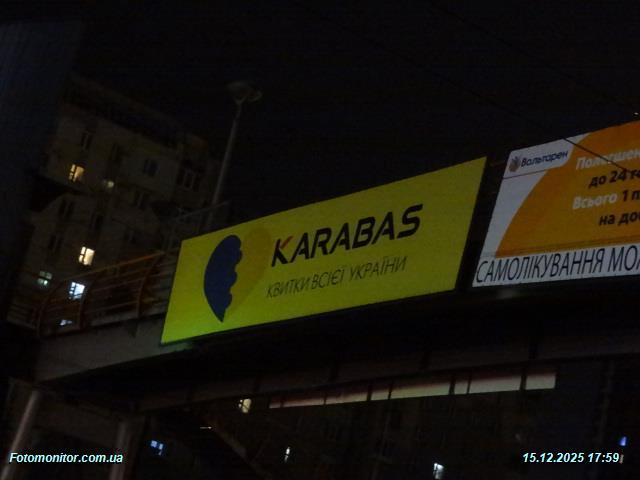 KARABAS
КВИТКИ ВСІЄЇ УКРАЇНИ
Вольтарен
до 24 г
Всього 1
на до
САМОЛІКУВАННЯ МО
Fotomonitor.com.ua
15.12.2025 17:59